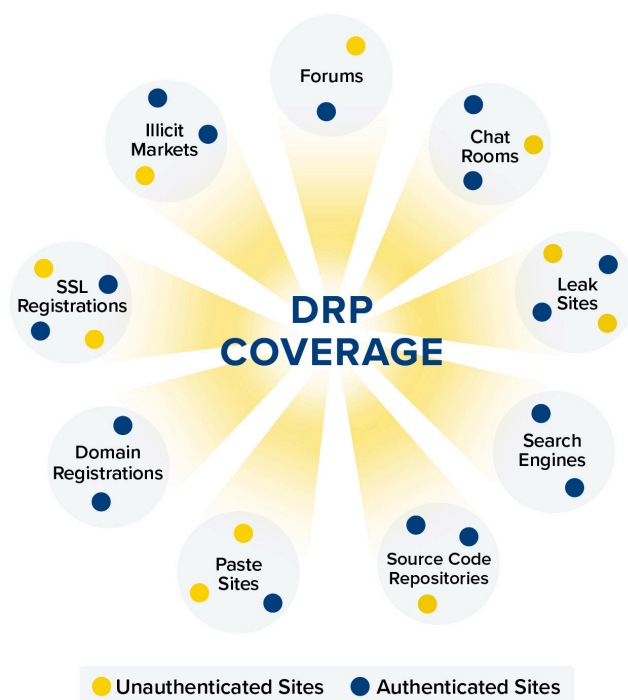 Forums
Illicit
Markets
Chat
Rooms
SSL
Registrations
Leak
Sites
DRP
COVERAGE
Domain
Registrations
Search
Engines
Paste
Sites
Source Code
Repositories
Unauthenticated Sites
Authenticated Sites